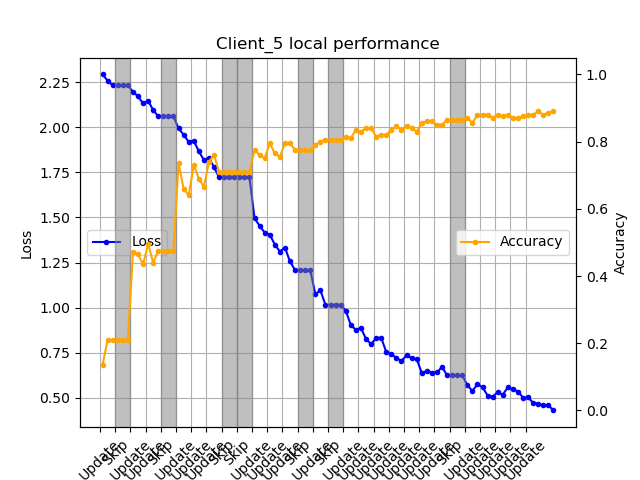 Client_5 local performance
2.25
2.00
1.75
1.50
1.25
1.00
0.75
0.50
Loss
Loss
Accuracy
1.0
0.8
0.6
0.4
0.2
0.0
Accuracy
Update
Skip
Update
Update
Skip
Update
Update
Update
Skip
Skip
Update
Update
Update
Skip
Update
Skip
Update
Update
Update
Update
Update
Update
Update
Skip
Update
Update
Update
Update
Update